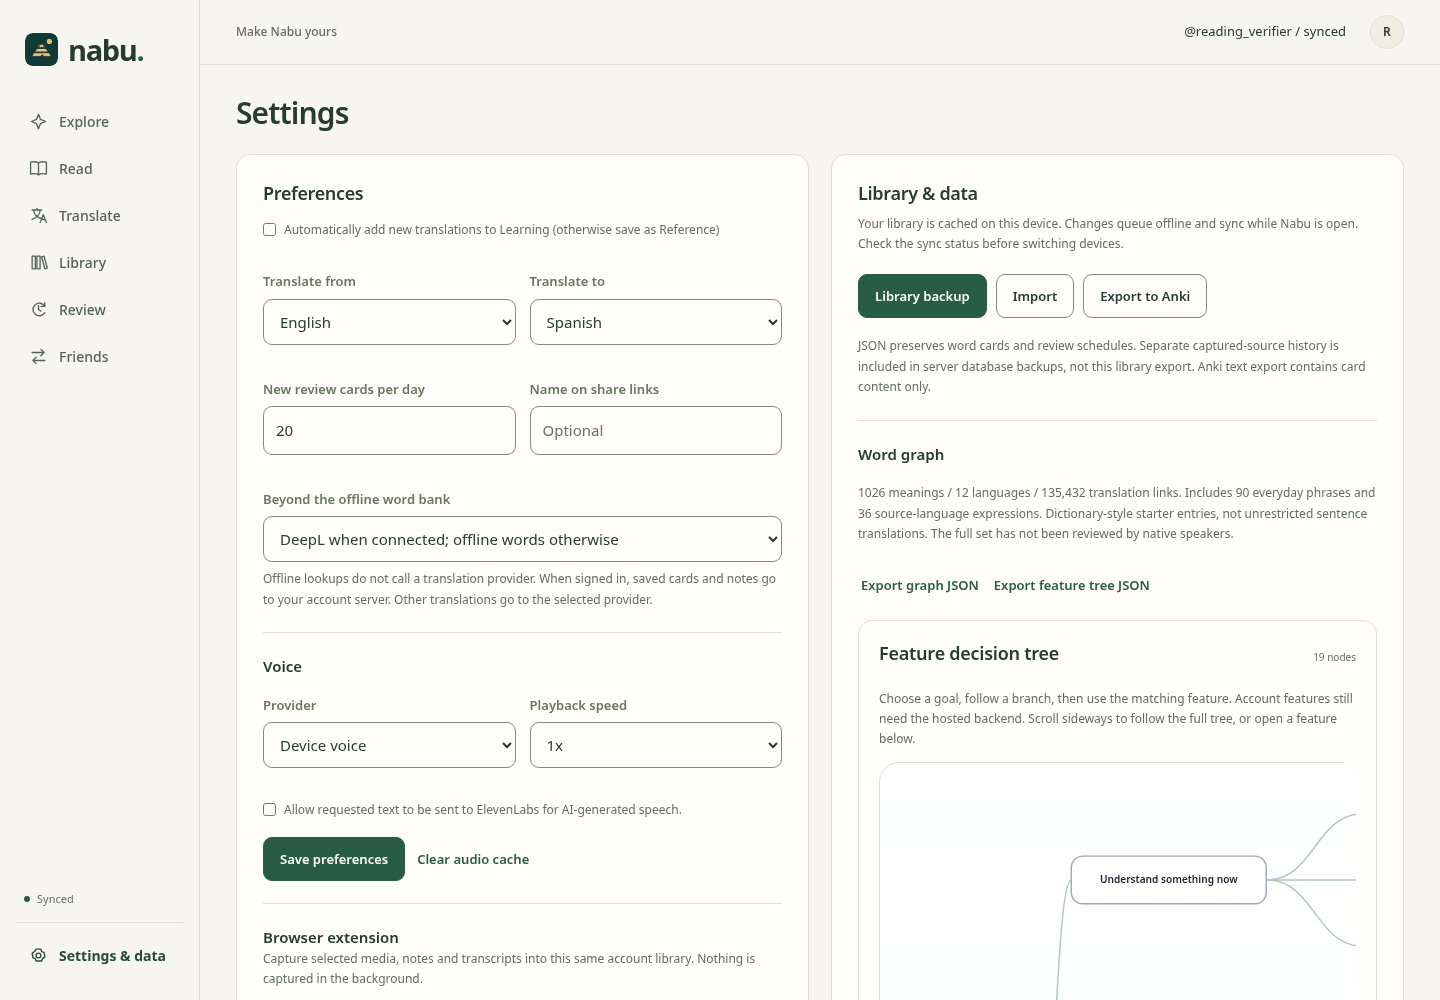 nabu.
Explore
Read
Translate
Library
Review
Friends
Synced
Settings & data
Make Nabu yours
@reading_verifier / synced
R
Settings
Preferences
Automatically add new translations to Learning (otherwise save as Reference)
Translate from
Translate to
English
Spanish
New review cards per day
Name on share links
20
Optional
Beyond the offline word bank
DeepL when connected; offline words otherwise
Offline lookups do not call a translation provider. When signed in, saved cards and notes go
to your account server. Other translations go to the selected provider.
Voice
Provider
Playback speed
Device voice
1x
Allow requested text to be sent to ElevenLabs for AI-generated speech.
Save preferences
Clear audio cache
Browser extension
Capture selected media, notes and transcripts into this same account library. Nothing is
captured in the background.
Library & data
Your library is cached on this device. Changes queue offline and sync while Nabu is open.
Check the sync status before switching devices.
Library backup
Import
Export to Anki
JSON preserves word cards and review schedules. Separate captured-source history is
included in server database backups, not this library export. Anki text export contains card
content only.
Word graph
1026 meanings / 12 languages / 135,432 translation links. Includes 90 everyday phrases and
36 source-language expressions. Dictionary-style starter entries, not unrestricted sentence
translations. The full set has not been reviewed by native speakers.
Export graph JSON
Export feature tree JSON
Feature decision tree
19 nodes
Choose a goal, follow a branch, then use the matching feature. Account features still
need the hosted backend. Scroll sideways to follow the full tree, or open a feature
below.
Understand something now